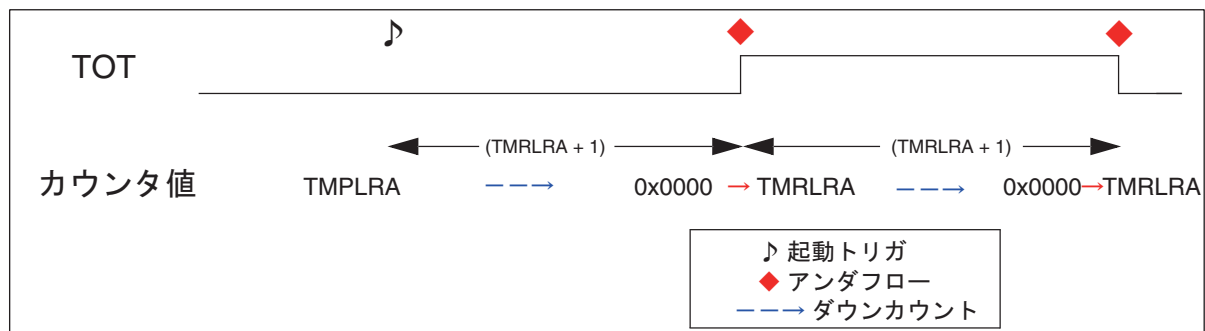 ♪
TOT
(TMRLRA + 1) (TMRLRA + 1)
カウンタ値 TMPLRA −−→ 0x0000 → TMRLRA −−→ 0x0000→TMRLRA
♪ 起動トリガ
◆ アンダフロー
−−−→ ダウンカウント